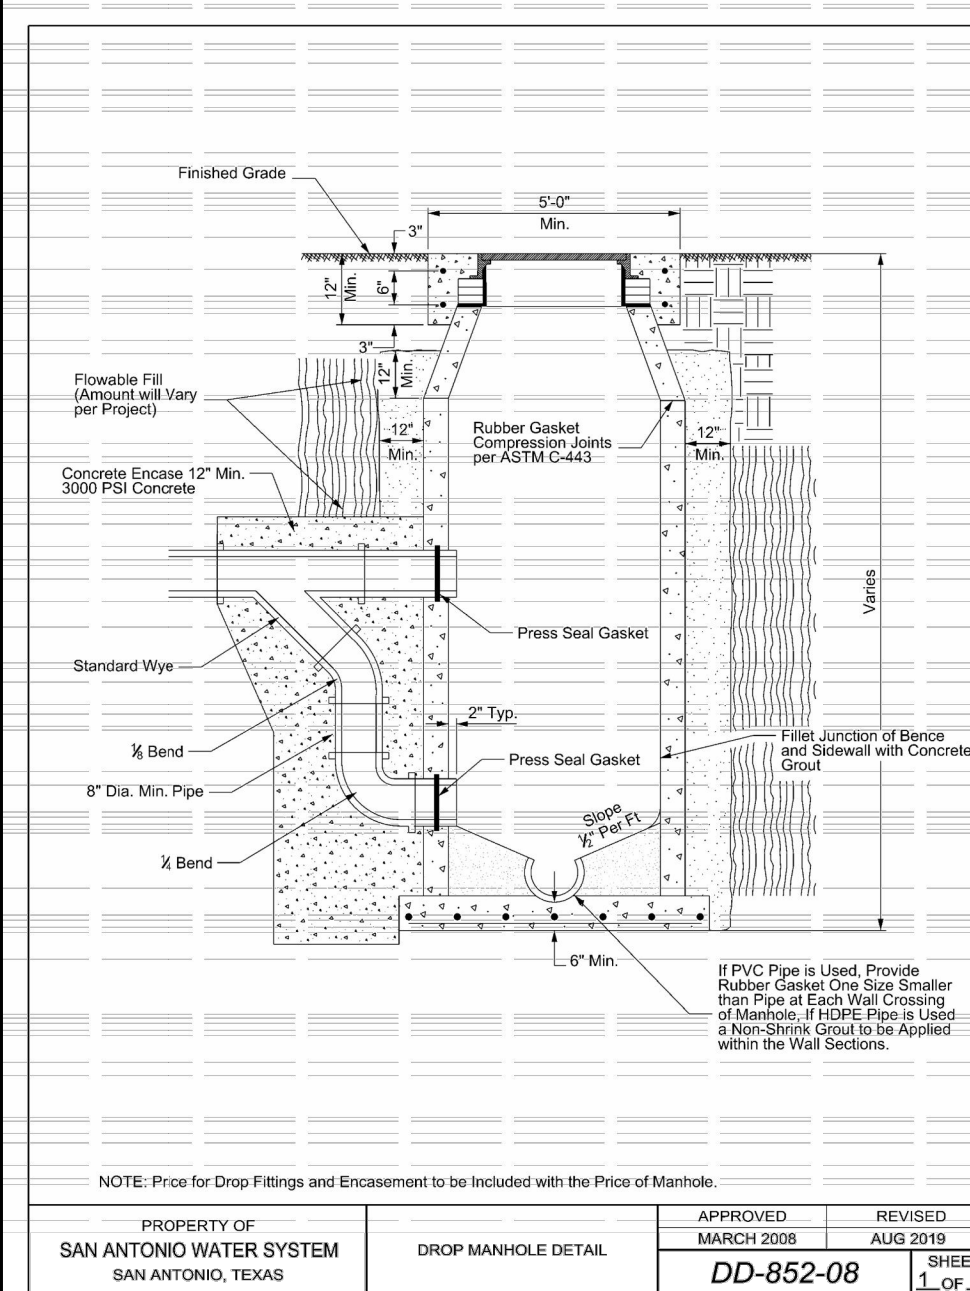 Finished Grade
5'-0"
Min.
3"
12"
Min.
6"
3"
12"
Min.
Flowable Fill
(Amount will Vary
per Project)
12"
Min.
Rubber Gasket
Compression Joints
per ASTM C-443
12"
Min.
Concrete Encase 12" Min.
3000 PSI Concrete
Varies
Press Seal Gasket
Standard Wye
2" Typ.
Fillet Junction of Bence
and Sidewall with Concrete
Grout
⅛ Bend
Press Seal Gasket
8" Dia. Min. Pipe
Slope
½" Per Ft
¼ Bend
6" Min.
If PVC Pipe is Used, Provide
Rubber Gasket One Size Smaller
than Pipe at Each Wall Crossing
of Manhole, If HDPE Pipe is Used
a Non-Shrink Grout to be Applied
within the Wall Sections.
NOTE: Price for Drop Fittings and Encasement to be Included with the Price of Manhole.
PROPERTY OF
SAN ANTONIO WATER SYSTEM
SAN ANTONIO, TEXAS
DROP MANHOLE DETAIL
APPROVED
MARCH 2008
REVISED
AUG 2019
DD-852-08
SHEE
1 OF